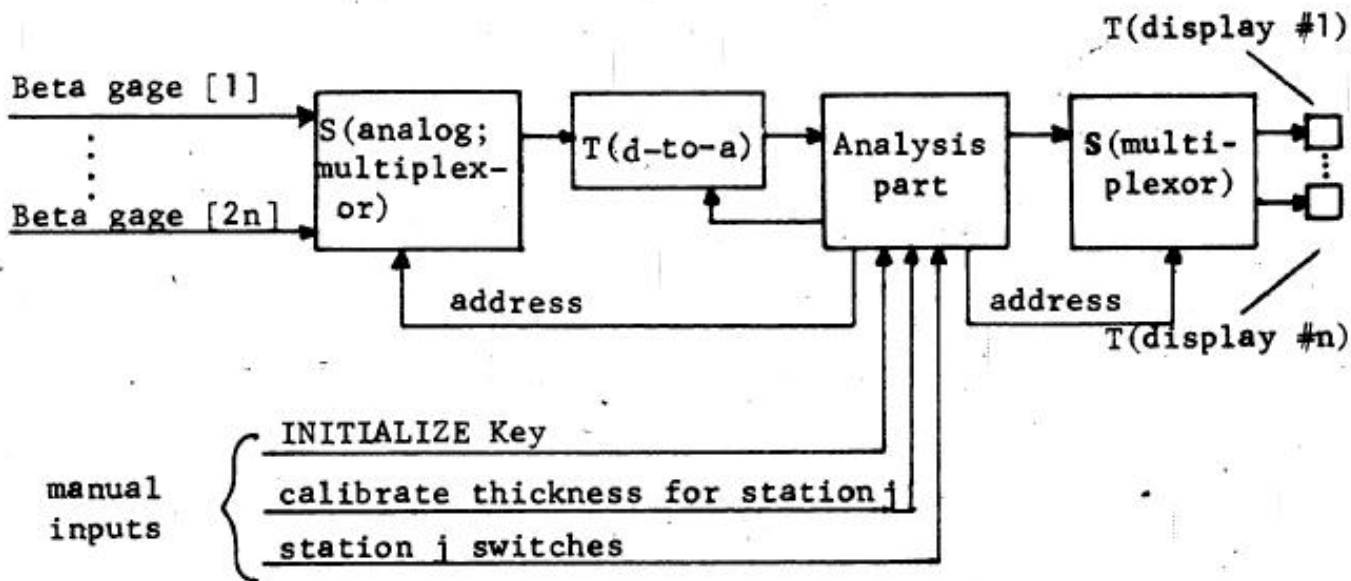 T(display #1)
Beta gage [1]
S(analog;
multiplex-
or)
T(d-to-a)
Analysis
part
S(multi-
plexor)
Beta gage [2n]
address
address
T(display #n)
INITIALIZE Key
manual
inputs
calibrate thickness for station j
station j switches